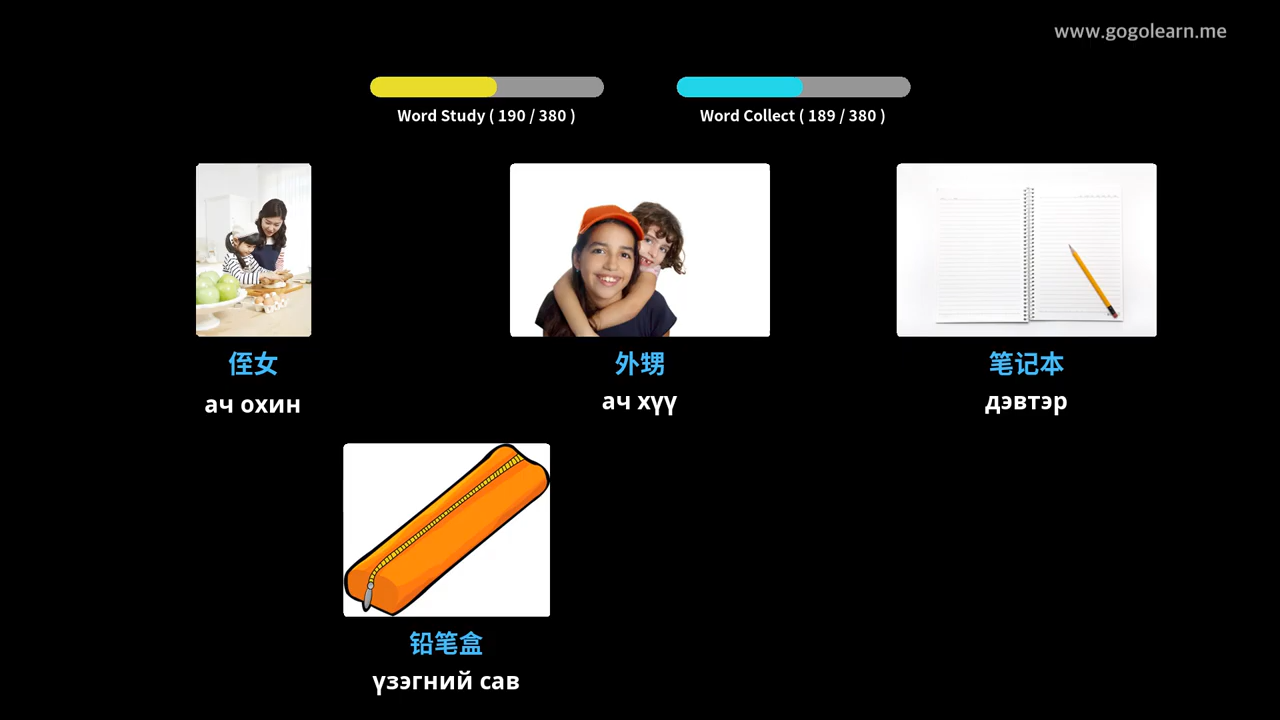 www.gogolearn.me
Word Study ( 190 / 380 )
Word Collect ( 189 / 380 )
侄女
ач охин
外甥
ач хүү
笔记本
дэвтэр
铅笔盒
үзэгний сав